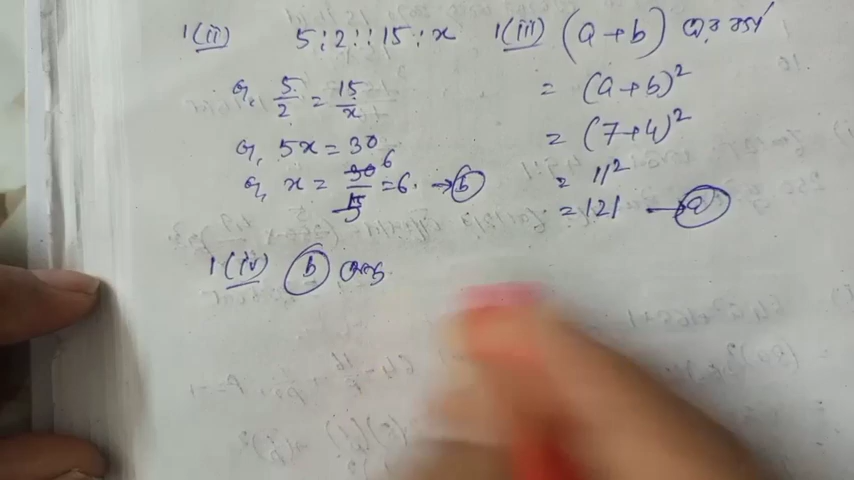 1(ii) 5:2::15:x
বা, 5/2 = 15/x
বা, 5x = 30
বা, x = 30/5 = 6. → (b)
1(iii) (a+b) এর বর্গ
= (a+b)²
= (7+4)²
= 11²
= 121 → (a)
1(iv) (b)